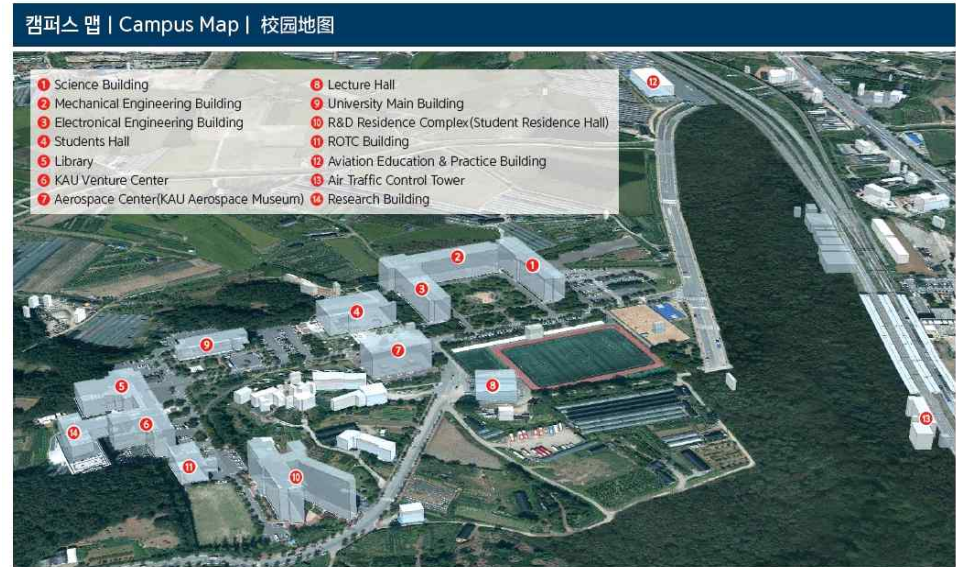 캠퍼스 맵 | Campus Map | 校园地图
1 Science Building
2 Mechanical Engineering Building
3 Electronical Engineering Building
4 Students Hall
5 Library
6 KAU Venture Center
7 Aerospace Center(KAU Aerospace Museum)
8 Lecture Hall
9 University Main Building
10 R&D Residence Complex(Student Residence Hall)
11 ROTC Building
12 Aviation Education & Practice Building
13 Air Traffic Control Tower
14 Research Building
12
2
1
3
4
9
7
8
5
6
14
11
10
13